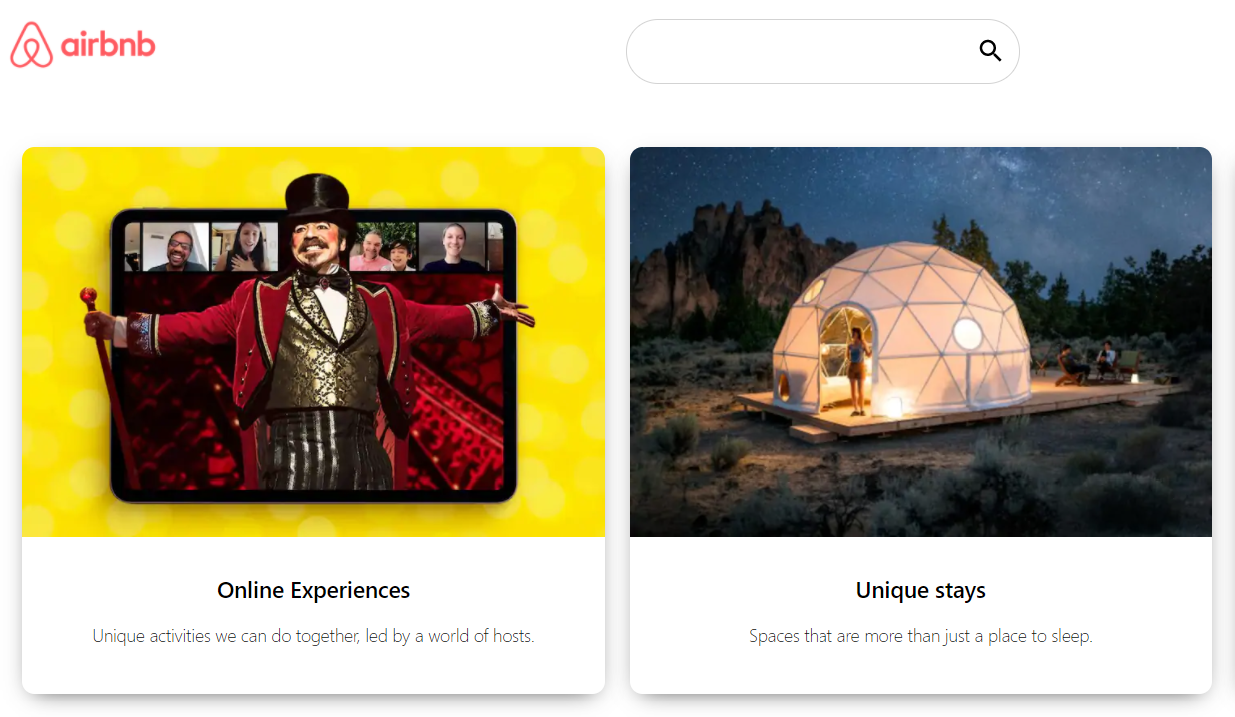 airbnb
Online Experiences
Unique activities we can do together, led by a world of hosts.
Unique stays
Spaces that are more than just a place to sleep.